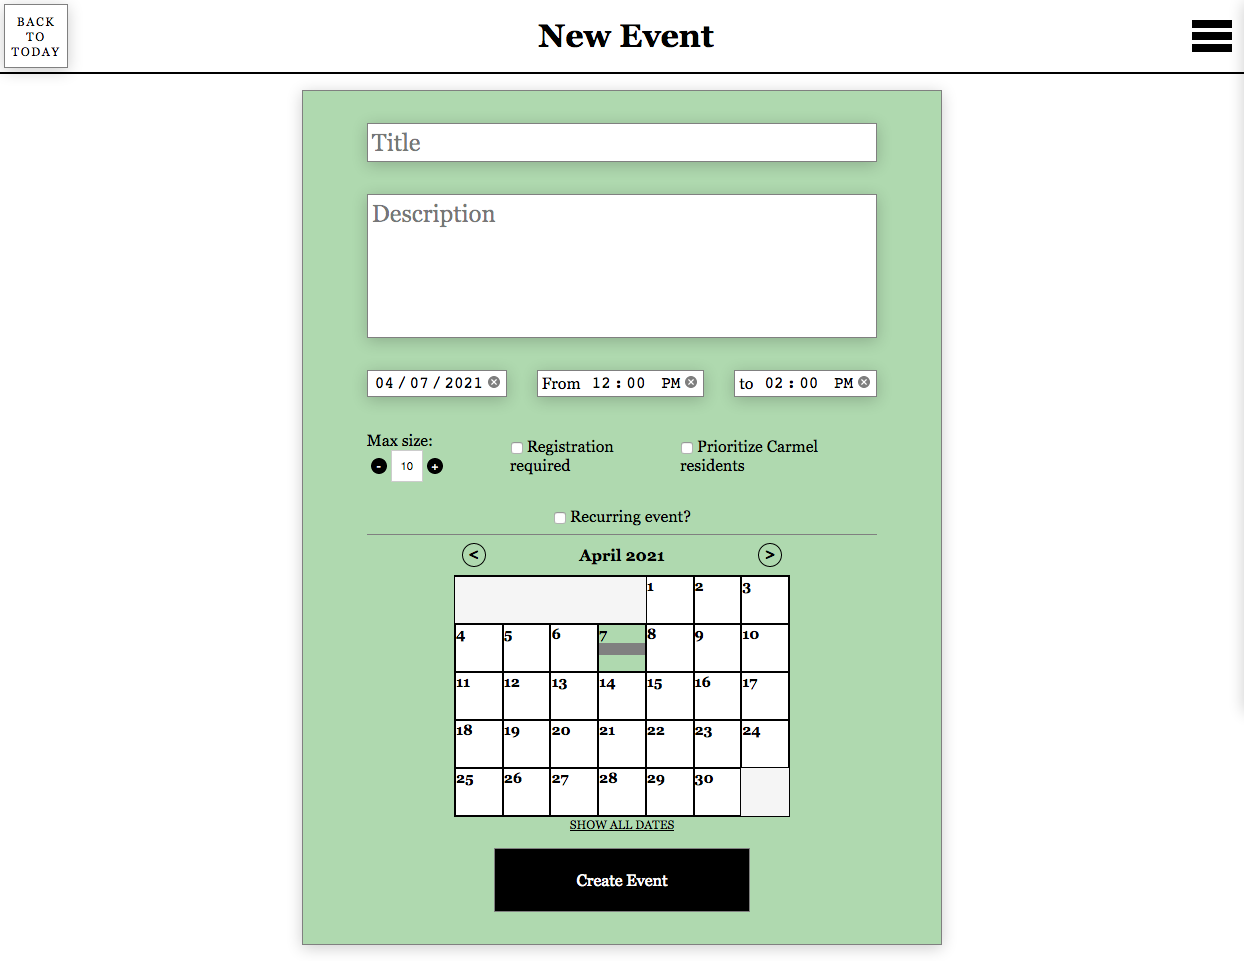 BACK
TO
TODAY
New Event
Title
Description
04/07/2021 From 12:00 PM to 02:00 PM
Max size:
- 10 +
Registration
required
Prioritize Carmel
residents
Recurring event?
< April 2021 >
1 2 3
4 5 6 7 8 9 10
11 12 13 14 15 16 17
18 19 20 21 22 23 24
25 26 27 28 29 30
SHOW ALL DATES
Create Event